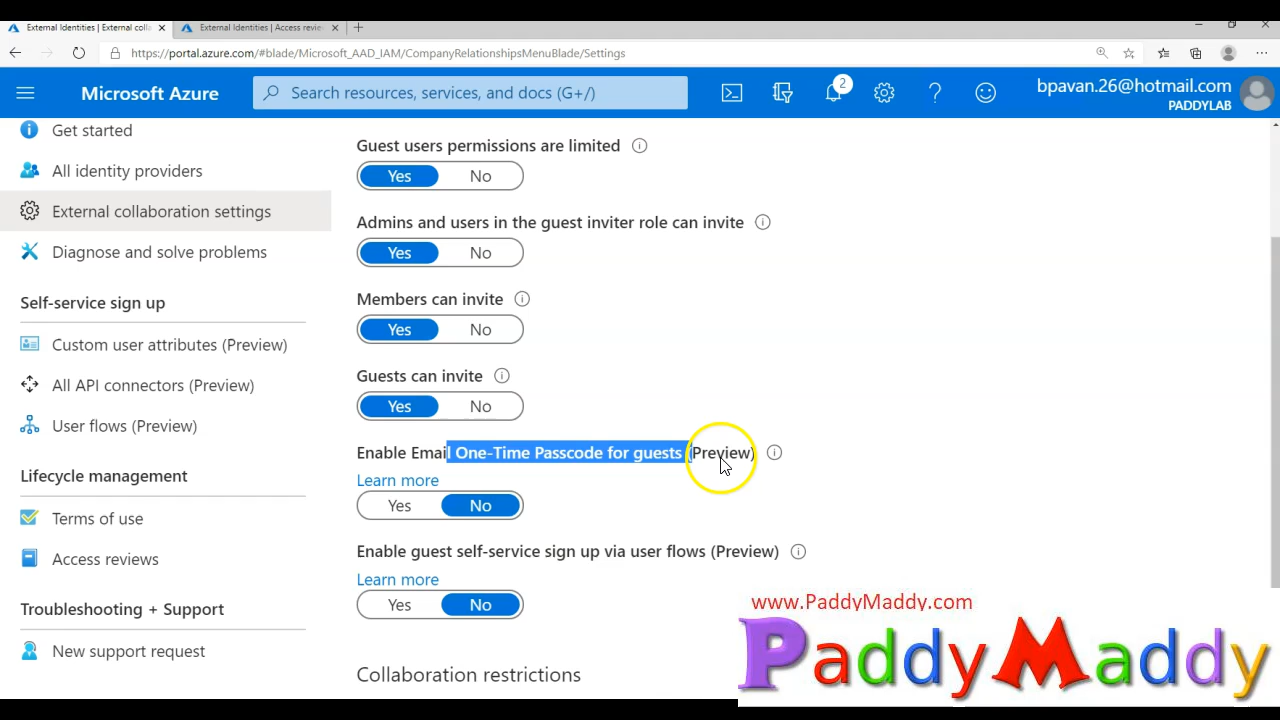 External Identities | External colla
External Identities | Access revie
https://portal.azure.com/#blade/Microsoft_AAD_IAM/CompanyRelationshipsMenuBlade/Settings
Microsoft Azure
Search resources, services, and docs (G+/)
2
bpavan.26@hotmail.com
PADDYLAB
Get started
All identity providers
External collaboration settings
Diagnose and solve problems
Self-service sign up
Custom user attributes (Preview)
All API connectors (Preview)
User flows (Preview)
Lifecycle management
Terms of use
Access reviews
Troubleshooting + Support
New support request
Guest users permissions are limited
Yes No
Admins and users in the guest inviter role can invite
Yes No
Members can invite
Yes No
Guests can invite
Yes No
Enable Email One-Time Passcode for guests (Preview)
Learn more
Yes No
Enable guest self-service sign up via user flows (Preview)
Learn more
Yes No
Collaboration restrictions
www.PaddyMaddy.com
PaddyMaddy